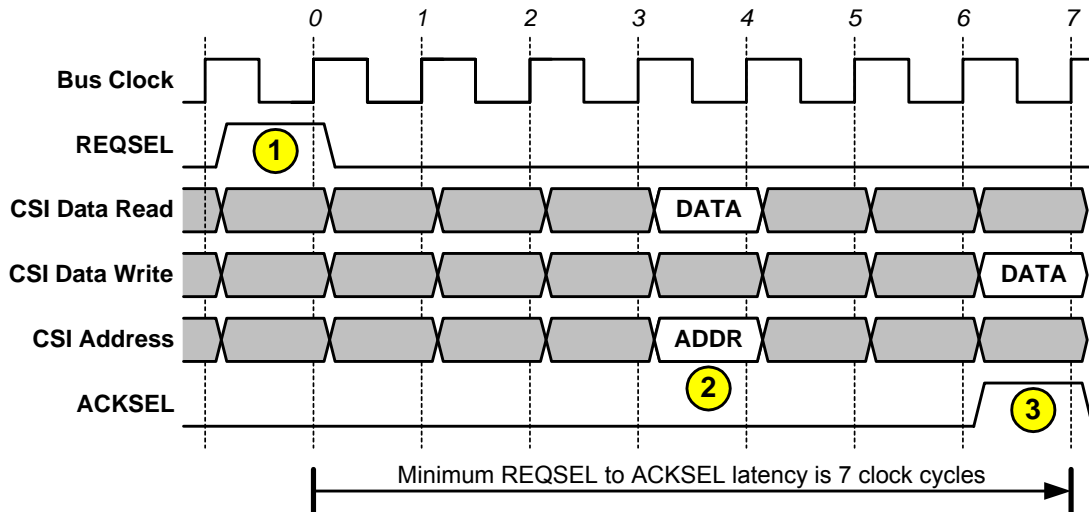 0 1 2 3 4 5 6 7
Bus Clock
REQSEL
1
CSI Data Read
DATA
CSI Data Write
DATA
CSI Address
ADDR
2
ACKSEL
3
Minimum REQSEL to ACKSEL latency is 7 clock cycles